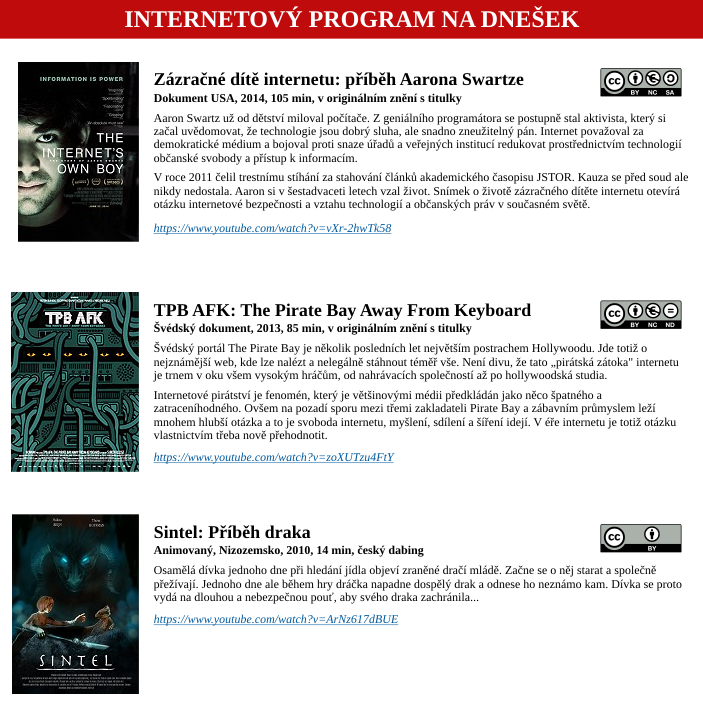 INTERNETOVÝ PROGRAM NA DNEŠEK
INFORMATION IS POWER
THE
INTERNET'S
OWN BOY
Zázračné dítě internetu: příběh Aarona Swartze
Dokument USA, 2014, 105 min, v originálním znění s titulky
cc
BY NC SA
Aaron Swartz už od dětství miloval počítače. Z geniálního programátora se postupně stal aktivista, který si
začal uvědomovat, že technologie jsou dobrý sluha, ale snadno zneužitelný pán. Internet považoval za
demokratické médium a bojoval proti snaze úřadů a veřejných institucí redukovat prostřednictvím technologií
občanské svobody a přístup k informacím.
V roce 2011 čelil trestnímu stíhání za stahování článků akademického časopisu JSTOR. Kauza se před soud ale
nikdy nedostala. Aaron si v šestadvaceti letech vzal život. Snímek o životě zázračného dítěte internetu otevírá
otázku internetové bezpečnosti a vztahu technologií a občanských práv v současném světě.
https://www.youtube.com/watch?v=vXr-2hwTk58
TPB AFK
TPB AFK: The Pirate Bay Away From Keyboard
Švédský dokument, 2013, 85 min, v originálním znění s titulky
cc
BY NC ND
Švédský portál The Pirate Bay je několik posledních let největším postrachem Hollywoodu. Jde totiž o
nejznámější web, kde lze nalézt a nelegálně stáhnout téměř vše. Není divu, že tato „pirátská zátoka" internetu
je trnem v oku všem vysokým hráčům, od nahrávacích společností až po hollywoodská studia.
Internetové pirátství je fenomén, který je většinovými médii předkládán jako něco špatného a
zatraceníhodného. Ovšem na pozadí sporu mezi třemi zakladateli Pirate Bay a zábavním průmyslem leží
mnohem hlubší otázka a to je svoboda internetu, myšlení, sdílení a šíření idejí. V éře internetu je totiž otázku
vlastnictvím třeba nově přehodnotit.
https://www.youtube.com/watch?v=zoXUTzu4FtY
SINTEL
Sintel: Příběh draka
Animovaný, Nizozemsko, 2010, 14 min, český dabing
cc
BY
Osamělá dívka jednoho dne při hledání jídla objeví zraněné dračí mládě. Začne se o něj starat a společně
přežívají. Jednoho dne ale během hry dráčka napadne dospělý drak a odnese ho neznámo kam. Dívka se proto
vydá na dlouhou a nebezpečnou pouť, aby svého draka zachránila...
https://www.youtube.com/watch?v=ArNz617dBUE